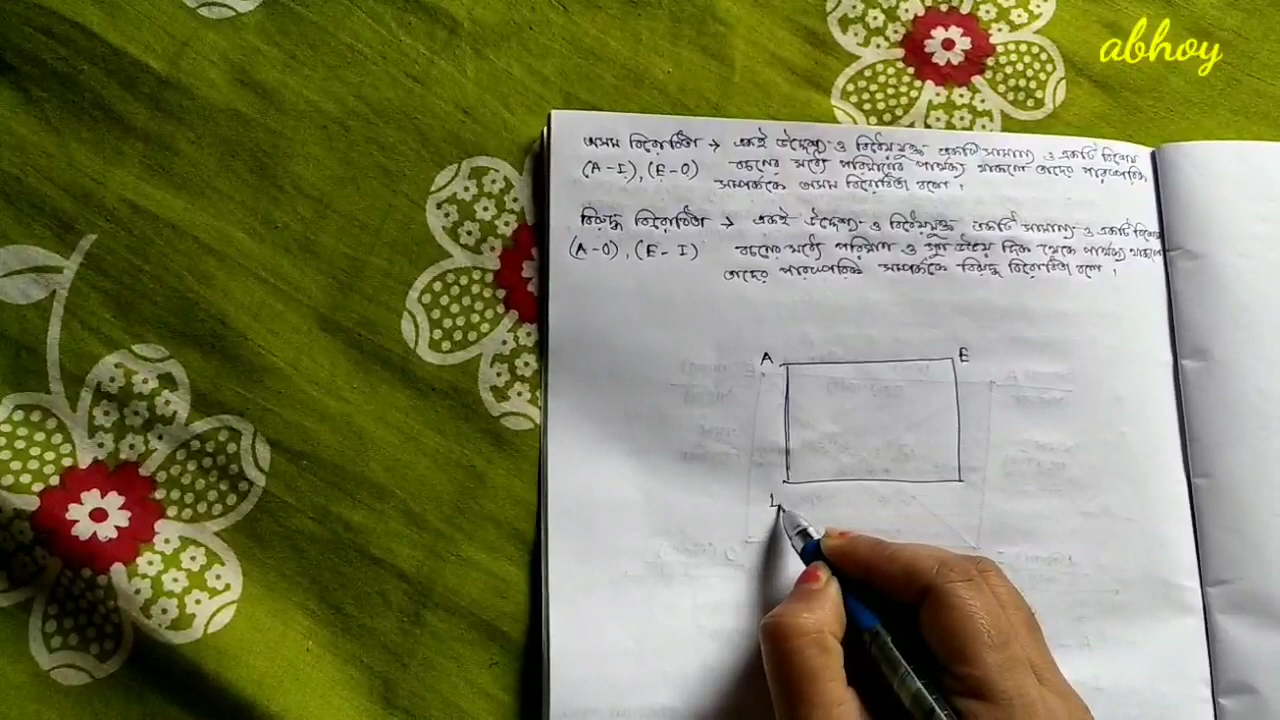 abhoy
অসম বিরোধিতা → একই উদ্দেশ্য ও বিধেয়যুক্ত একটি সামান্য ও একটি বিশেষ
(A-I), (E-O) বচনের মধ্যে পরিমাণের পার্থক্য থাকলে তাদের পারস্পরিক
সম্পর্ককে অসম বিরোধিতা বলে।
বিরুদ্ধ বিরোধিতা → একই উদ্দেশ্য ও বিধেয়যুক্ত একটি সামান্য ও একটি বিশেষ
(A-O), (E-I) বচনের মধ্যে পরিমাণ ও গুণ উভয় দিক থেকে পার্থক্য থাকলে
তাদের পারস্পরিক সম্পর্ককে বিরুদ্ধ বিরোধিতা বলে।
A E
I